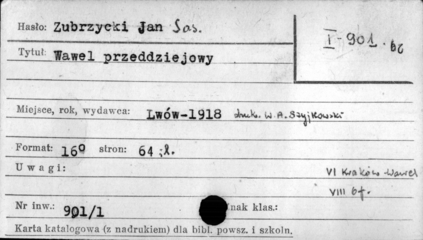 Hasło: Zubrzycki Jan Sas.
I-901.bc
Tytuł: Wawel przeddziejowy
Miejsce, rok, wydawca: Lwów-1918 druk. W.A. Szyjkowski
Format: 16° stron: 64 ;l.
Uwagi:
VI Kraków-Wawel
VIII
Nr inw.: 901/1 Znak klas.:
Karta katalogowa (z nadrukiem) dla bibl. powsz. i szkoln.